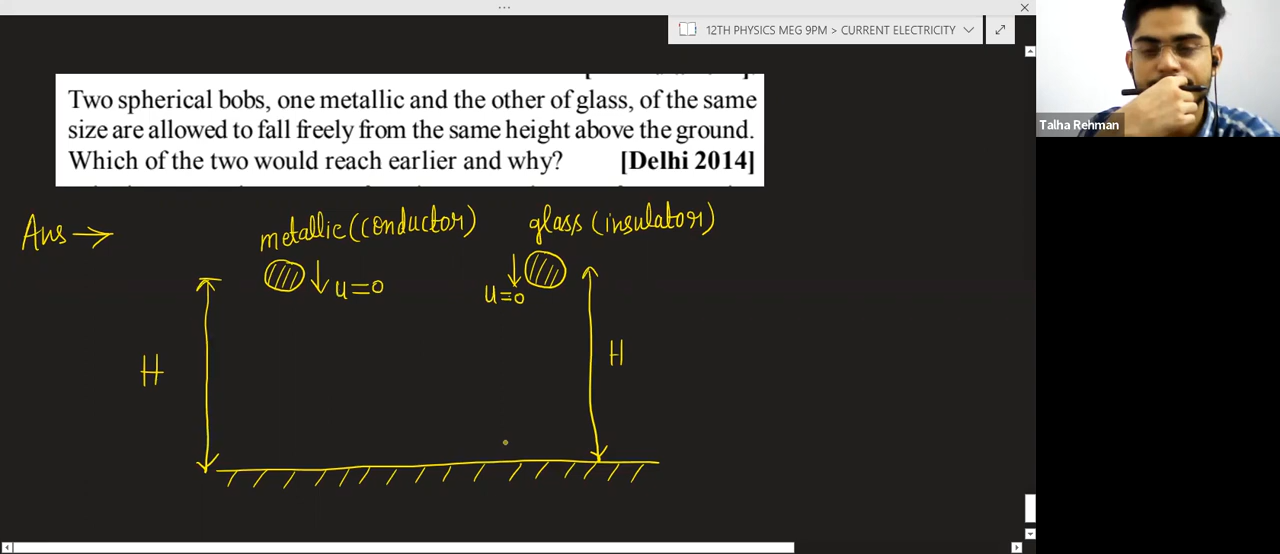 12TH PHYSICS MEG 9PM > CURRENT ELECTRICITY
Talha Rehman
Two spherical bobs, one metallic and the other of glass, of the same
size are allowed to fall freely from the same height above the ground.
Which of the two would reach earlier and why? [Delhi 2014]
Ans →
metallic (conductor)
glass (insulator)
u=0
u=0
H
H